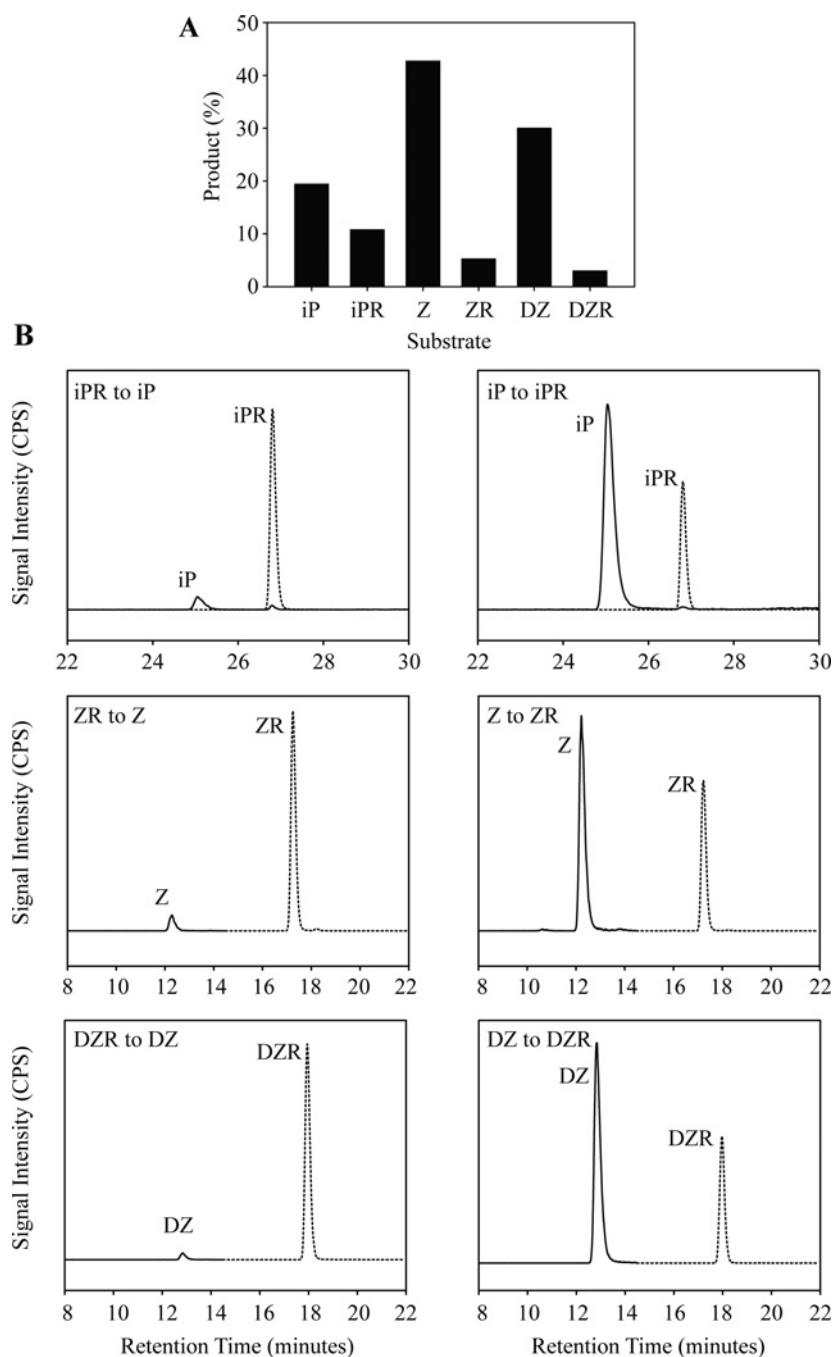 A
50
40
30
20
10
0
Product (%)
iP iPR Z ZR DZ DZR
Substrate
B
iPR to iP
iPR
iP
Signal Intensity (CPS)
22 24 26 28 30
iP to iPR
iP
iPR
22 24 26 28 30
ZR to Z
ZR
Z
Signal Intensity (CPS)
8 10 12 14 16 18 20 22
Z to ZR
Z
ZR
8 10 12 14 16 18 20 22
DZR to DZ
DZR
DZ
Signal Intensity (CPS)
8 10 12 14 16 18 20 22
Retention Time (minutes)
DZ to DZR
DZ
DZR
8 10 12 14 16 18 20 22
Retention Time (minutes)